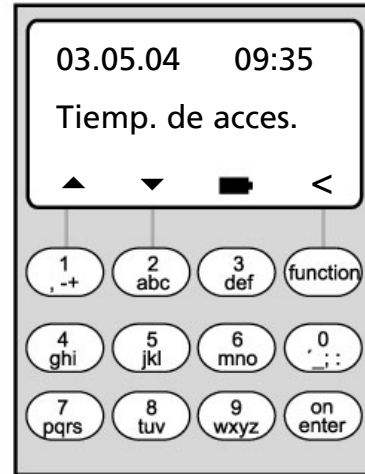 03.05.04 09:35
Tiemp. de acces.
<
1 2 3 function
, -+ abc def
4 5 6 0
ghi jkl mno ´_; :
7 8 9 on
pqrs tuv wxyz enter